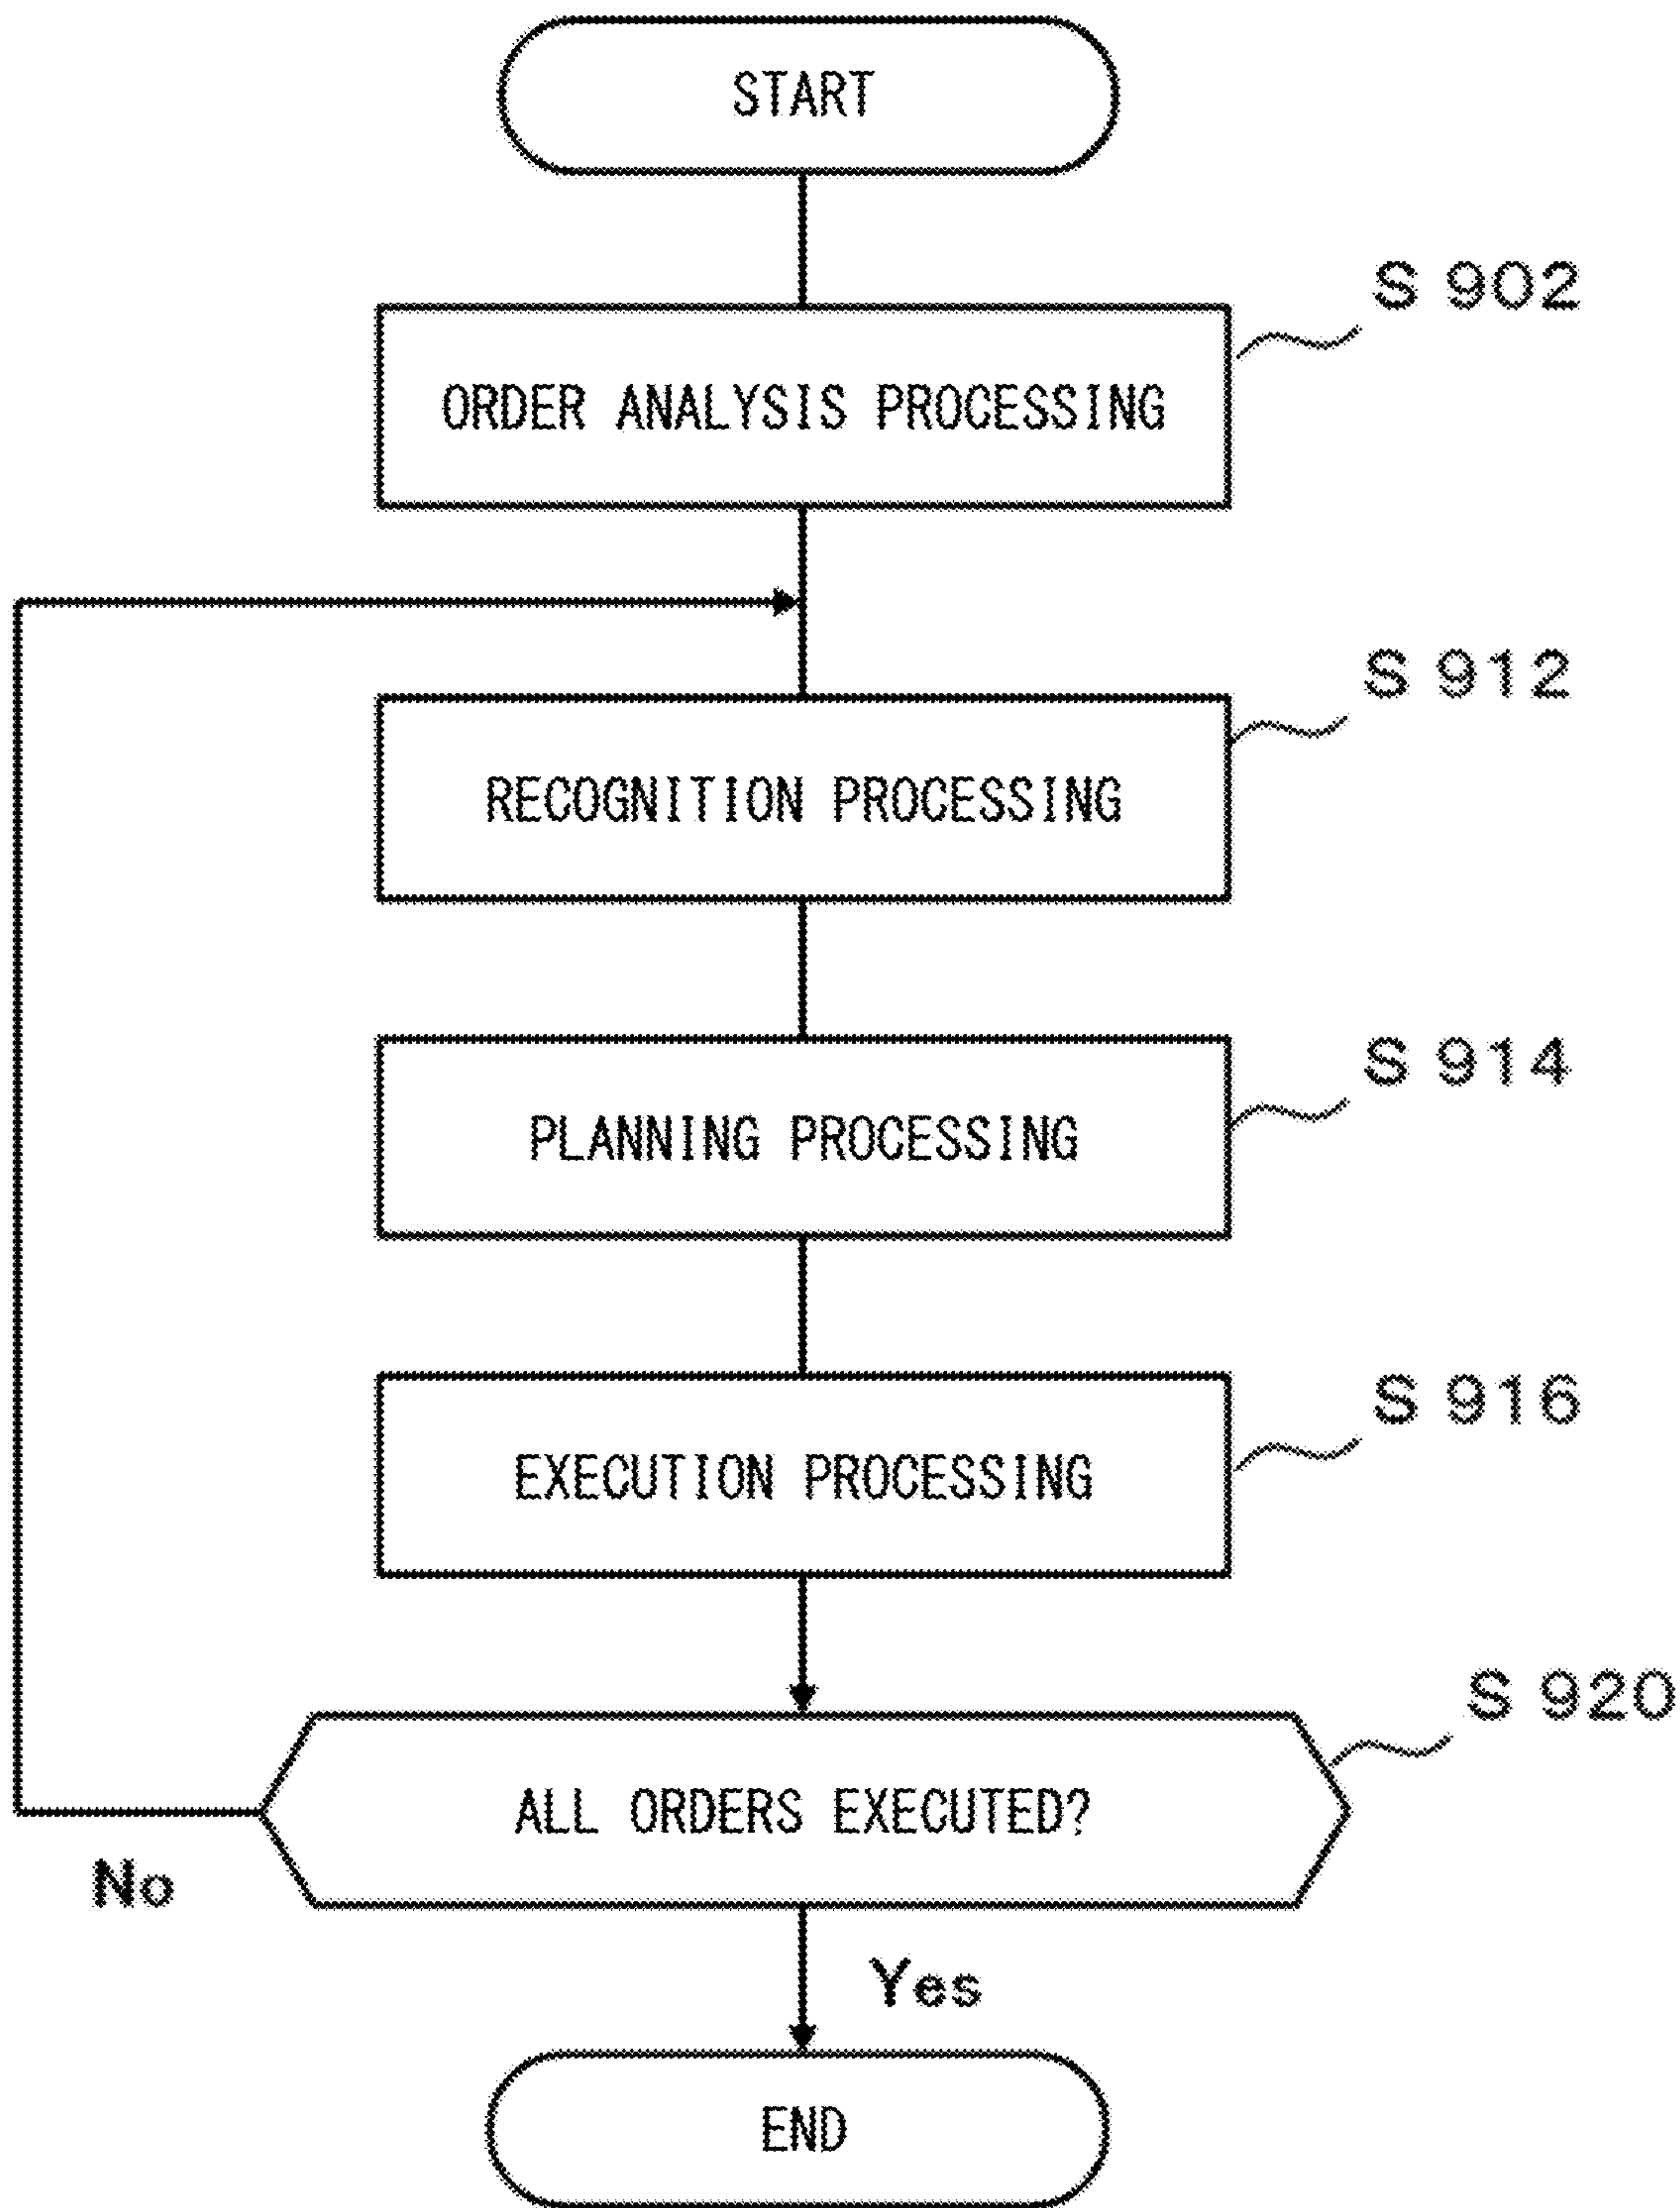 START
S 902
ORDER ANALYSIS PROCESSING
S 912
RECOGNITION PROCESSING
S 914
PLANNING PROCESSING
S 916
EXECUTION PROCESSING
S 920
ALL ORDERS EXECUTED?
No
Yes
END